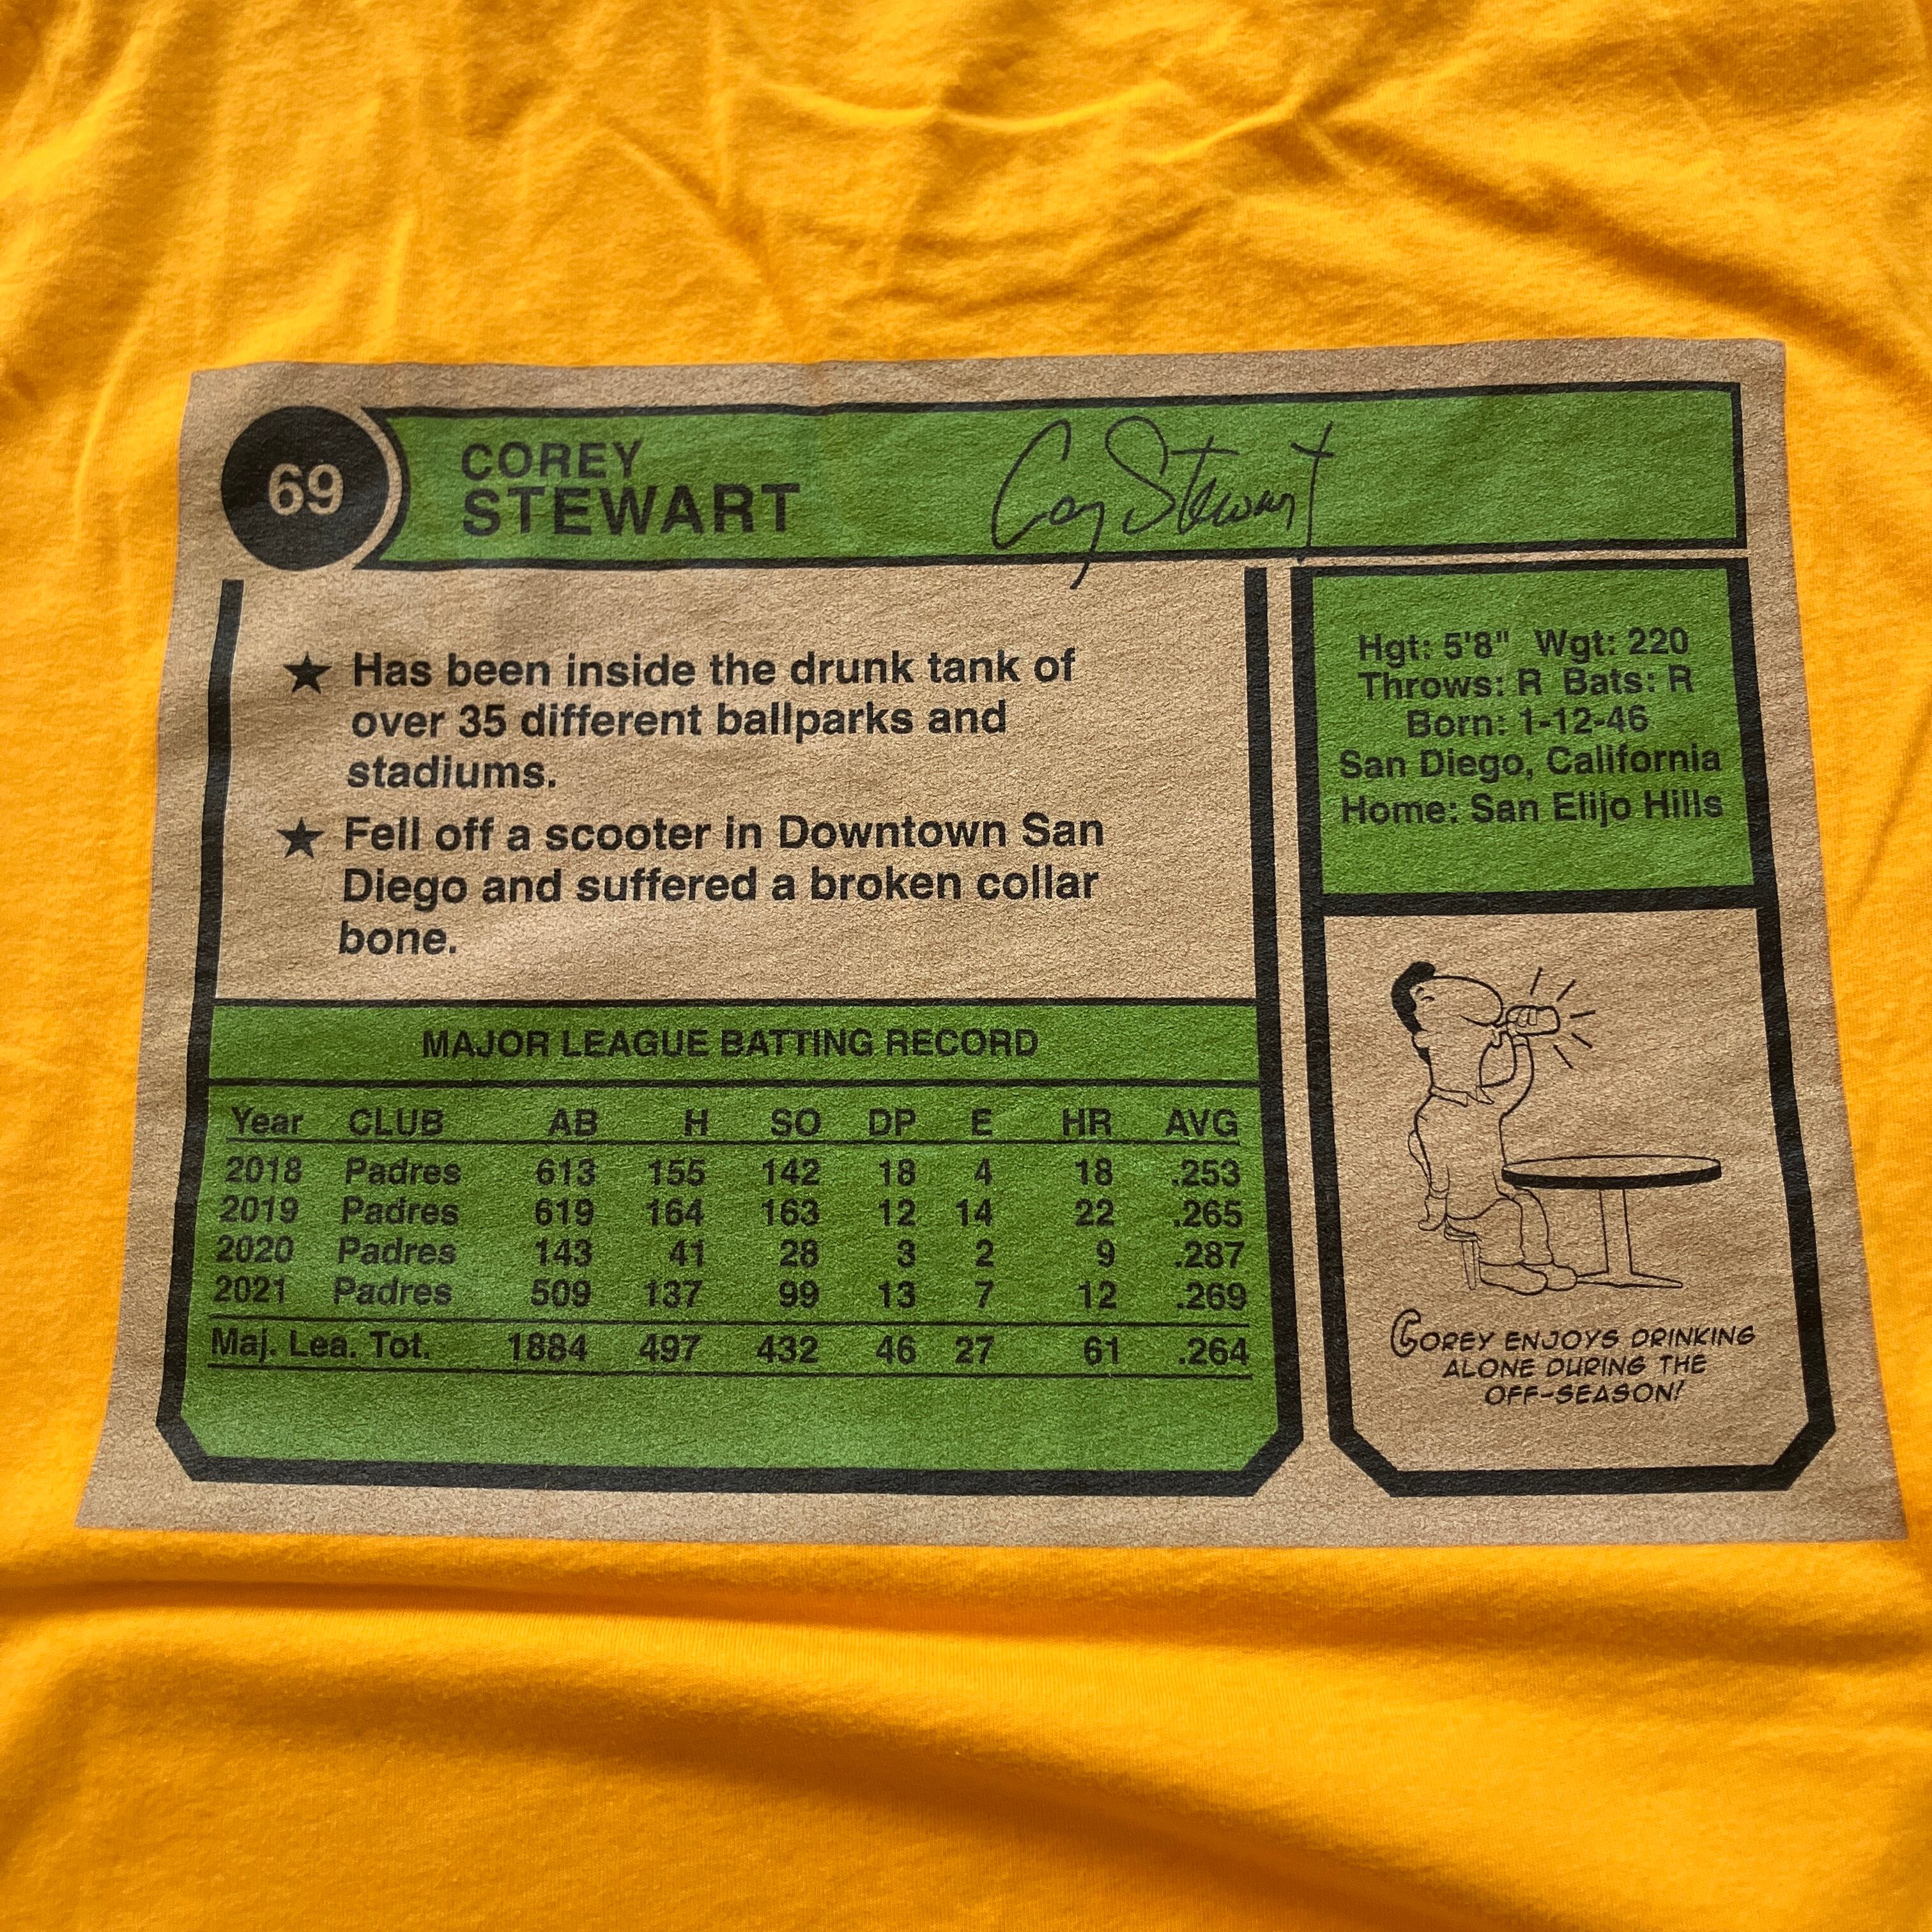 69
COREY
STEWART
Corey Stewart
★ Has been inside the drunk tank of
over 35 different ballparks and
stadiums.
★ Fell off a scooter in Downtown San
Diego and suffered a broken collar
bone.
Hgt: 5'8" Wgt: 220
Throws: R Bats: R
Born: 1-12-46
San Diego, California
Home: San Elijo Hills
MAJOR LEAGUE BATTING RECORD
Year CLUB AB H SO DP E HR AVG
2018 Padres 613 155 142 18 4 18 .253
2019 Padres 619 164 163 12 14 22 .265
2020 Padres 143 41 28 3 2 9 .287
2021 Padres 509 137 99 13 7 12 .269
Maj. Lea. Tot. 1884 497 432 46 27 61 .264
COREY ENJOYS DRINKING
ALONE DURING THE
OFF-SEASON!